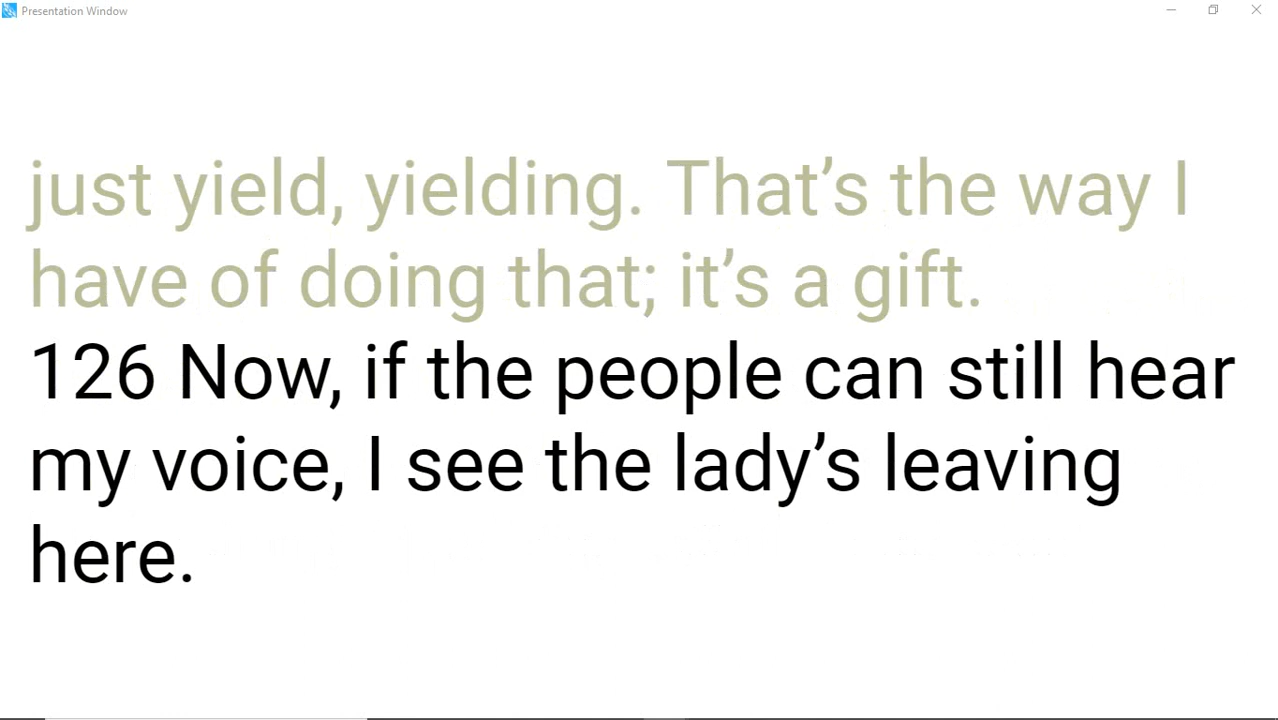 Presentation Window
just yield, yielding. That’s the way I
have of doing that; it’s a gift.
126 Now, if the people can still hear
my voice, I see the lady’s leaving
here.